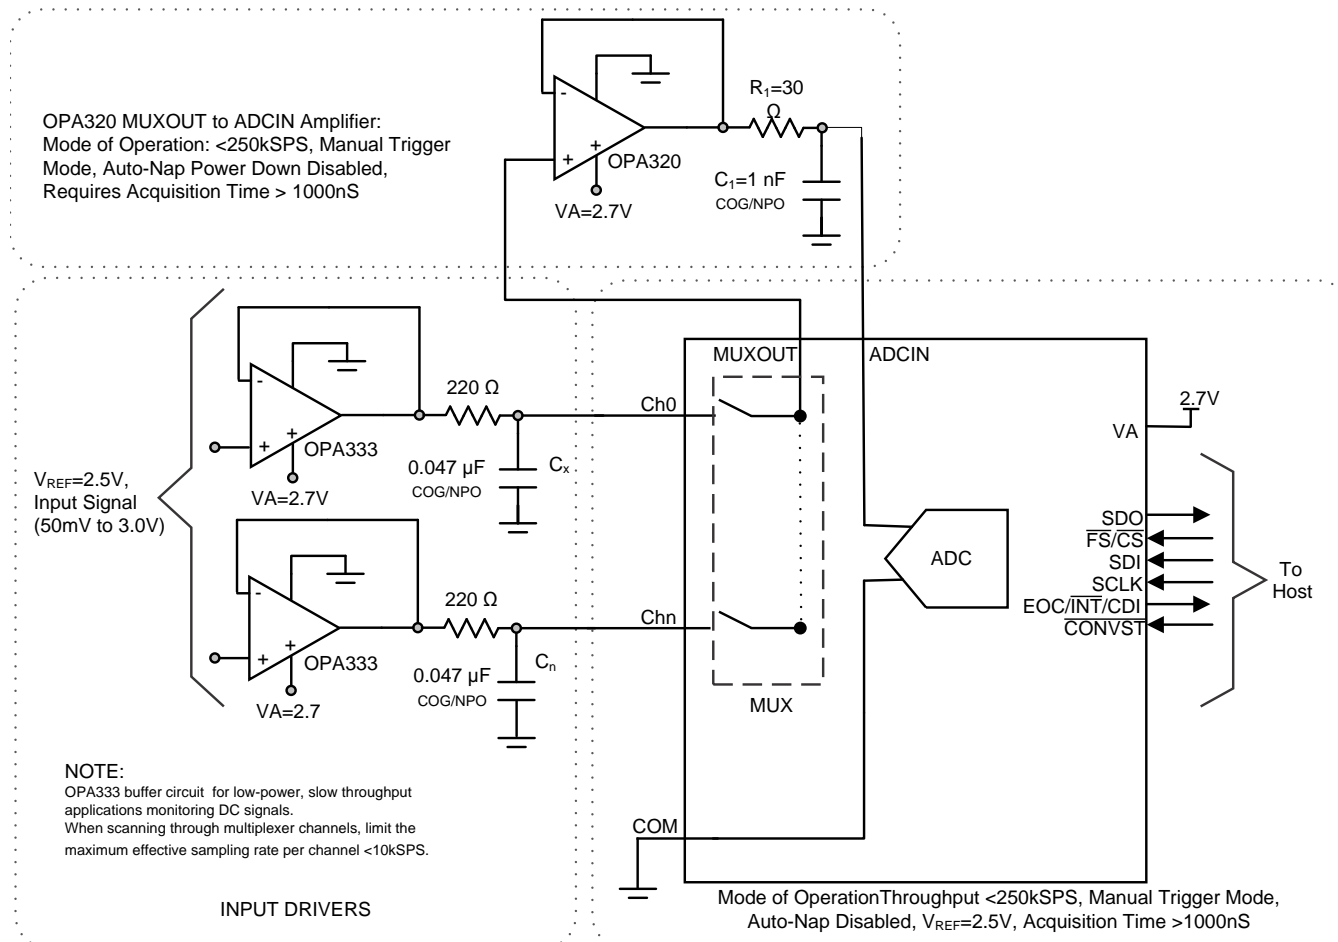 OPA320 MUXOUT to ADCIN Amplifier:
Mode of Operation: <250kSPS, Manual Trigger
Mode, Auto-Nap Power Down Disabled,
Requires Acquisition Time > 1000nS
-
+
+
OPA320
VA=2.7V
R₁=30
Ω
C₁=1 nF
COG/NPO
V_REF=2.5V,
Input Signal
(50mV to 3.0V)
-
+
+
OPA333
VA=2.7V
220 Ω
0.047 µF
COG/NPO
Cₓ
-
+
+
OPA333
VA=2.7
220 Ω
0.047 µF
COG/NPO
Cₙ
NOTE:
OPA333 buffer circuit for low-power, slow throughput
applications monitoring DC signals.
When scanning through multiplexer channels, limit the
maximum effective sampling rate per channel <10kSPS.
INPUT DRIVERS
MUXOUT
ADCIN
Ch0
Chn
MUX
COM
ADC
2.7V
VA
SDO
F̅S̅/C̅S̅
SDI
SCLK
EOC/I̅N̅T̅/CDI
C̅O̅N̅V̅S̅T̅
To
Host
Mode of OperationThroughput <250kSPS, Manual Trigger Mode,
Auto-Nap Disabled, V_REF=2.5V, Acquisition Time >1000nS